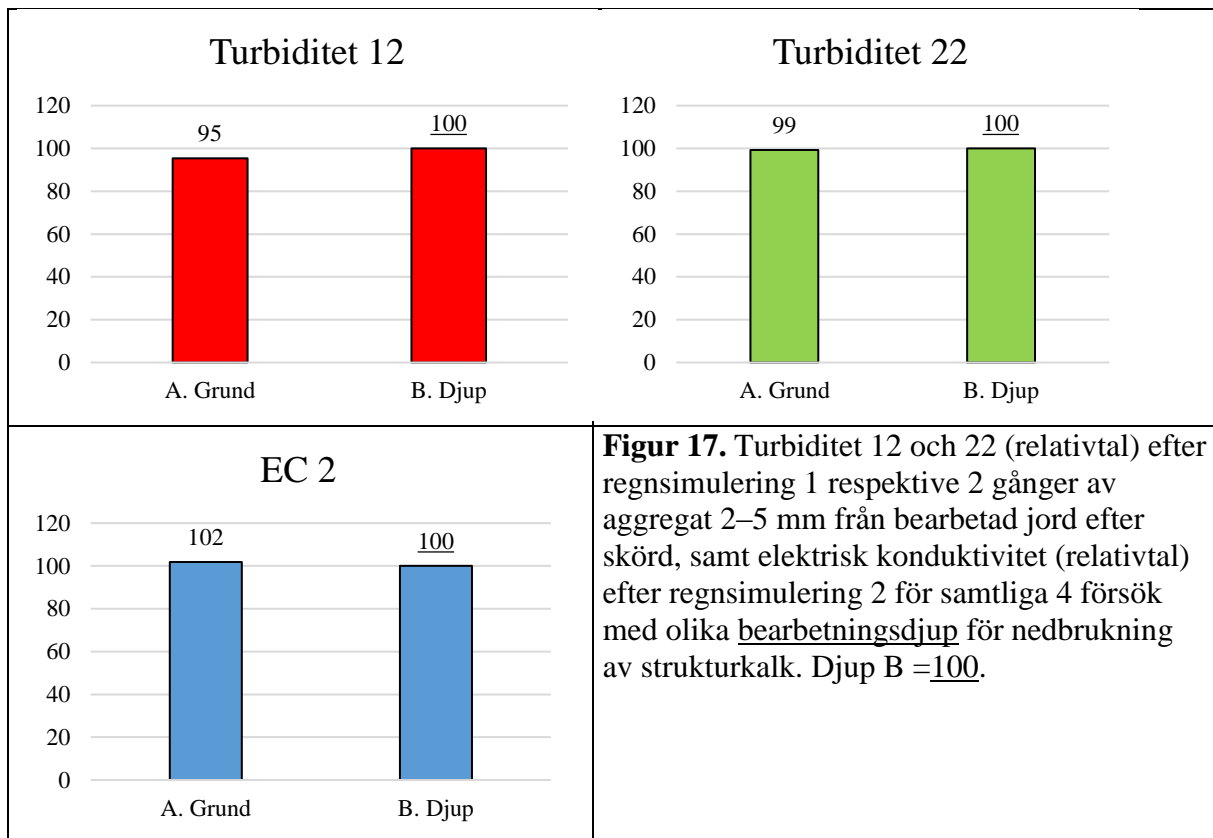 Turbiditet 12
120
100
80
60
40
20
0
95
100
A. Grund
B. Djup
Turbiditet 22
120
100
80
60
40
20
0
99
100
A. Grund
B. Djup
EC 2
120
100
80
60
40
20
0
102
100
A. Grund
B. Djup
Figur 17. Turbiditet 12 och 22 (relativtal) efter
regnsimulering 1 respektive 2 gånger av
aggregat 2–5 mm från bearbetad jord efter
skörd, samt elektrisk konduktivitet (relativtal)
efter regnsimulering 2 för samtliga 4 försök
med olika bearbetningsdjup för nedbrukning
av strukturkalk. Djup B =100.